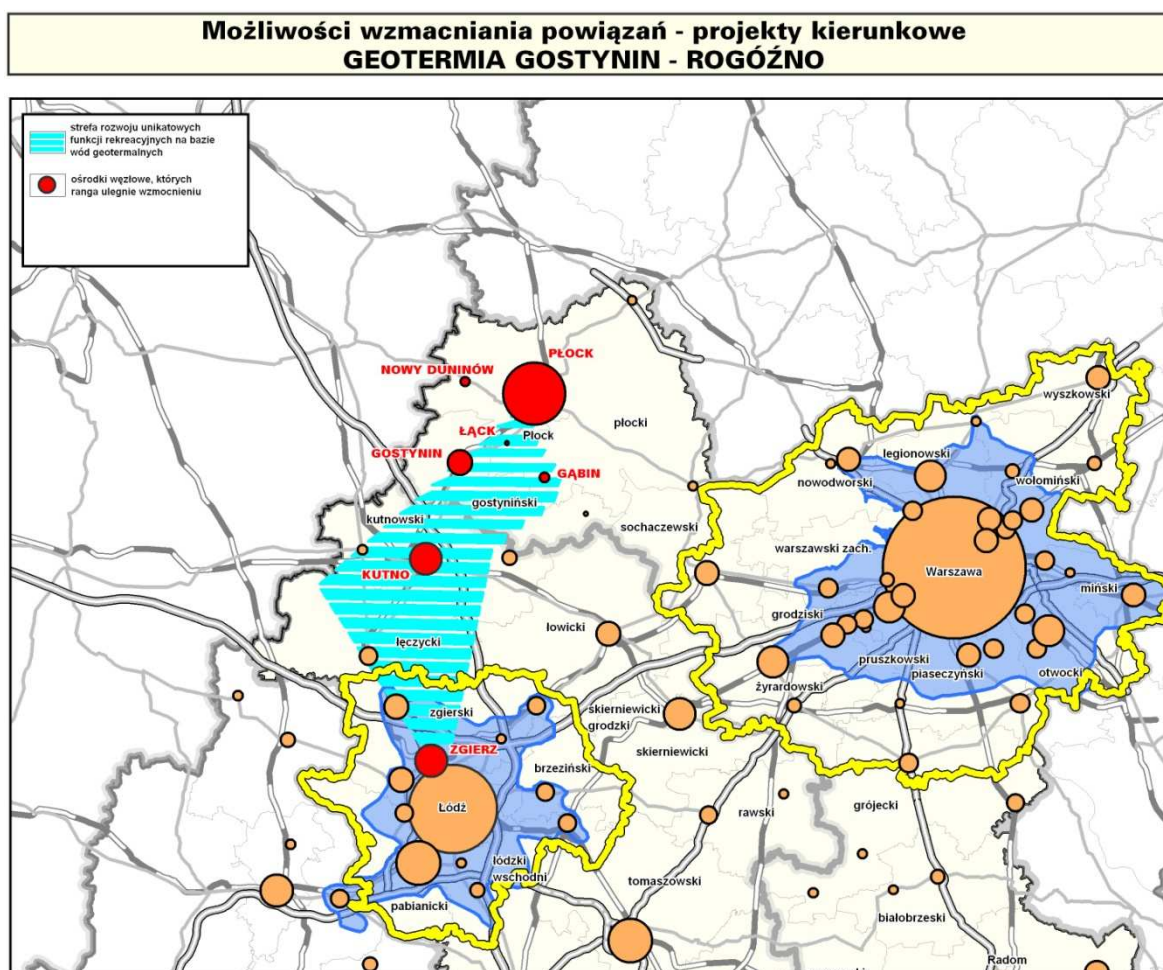 Możliwości wzmacniania powiązań - projekty kierunkowe
GEOTERMIA GOSTYNIN - ROGÓŹNO
strefa rozwoju unikatowych
funkcji rekreacyjnych na bazie
wód geotermalnych
ośrodki węzłowe, których
ranga ulegnie wzmocnieniu
PŁOCK
NOWY DUNINÓW
wyszkowski
płocki
ŁĄCK
Płock
GOSTYNIN
legionowski
GĄBIN
nowodworski
wołomiński
gostyniński
kutnowski
sochaczewski
warszawski zach.
KUTNO
Warszawa
miński
grodziski
łowicki
łęczycki
pruszkowski
piaseczyński
otwocki
żyrardowski
zgierski
skierniewicki
grodzki
skierniewicki
ZGIERZ
brzeziński
Łódź
rawski
grójecki
łódzki
wschodni
tomaszowski
pabianicki
białobrzeski
Radom